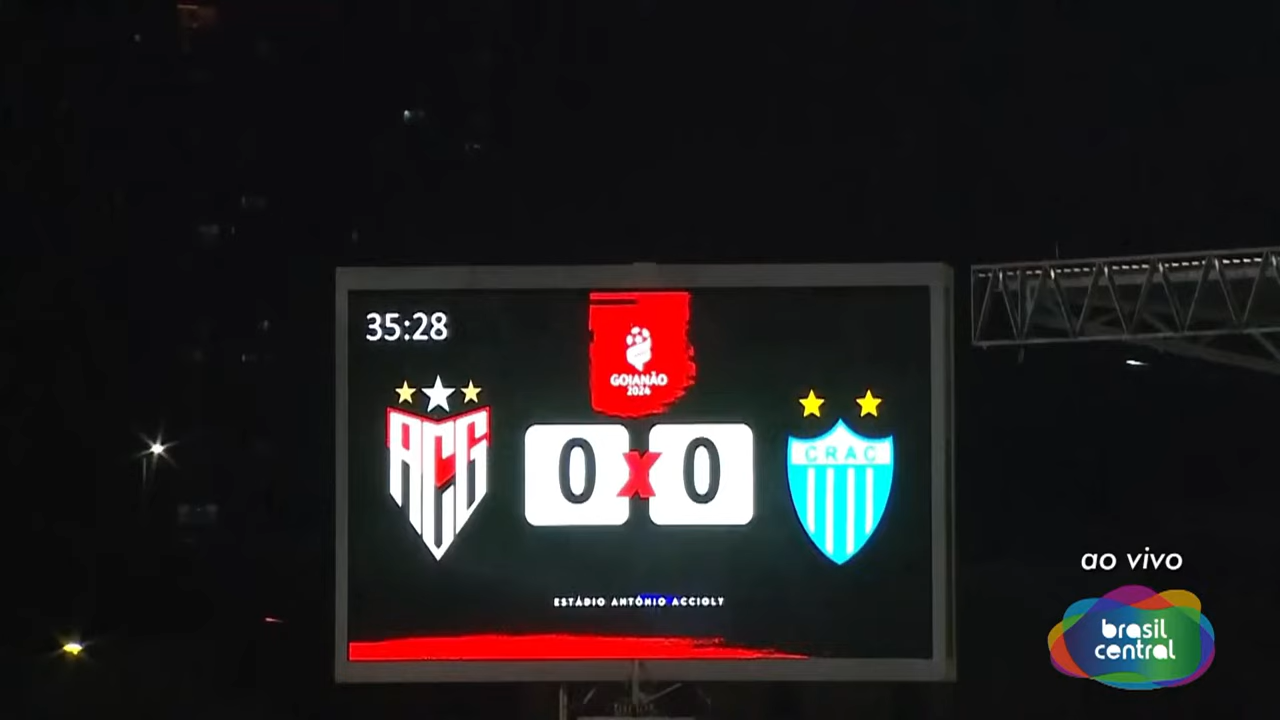 35:28
GOIANÃO
2024
ACG
0 x 0
CRAC
ESTÁDIO ANTÔNIO ACCIOLY
ao vivo
brasil
central